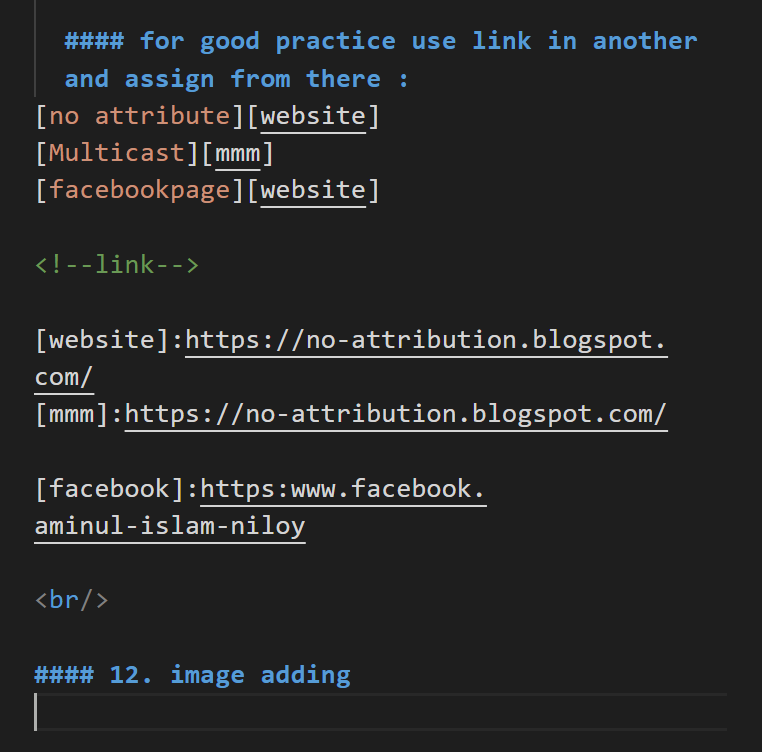 #### for good practice use link in another
and assign from there :
[no attribute][website]
[Multicast][mmm]
[facebookpage][website]
<!--link-->
[website]:https://no-attribution.blogspot.
com/
[mmm]:https://no-attribution.blogspot.com/
[facebook]:https:www.facebook.
aminul-islam-niloy
<br/>
#### 12. image adding